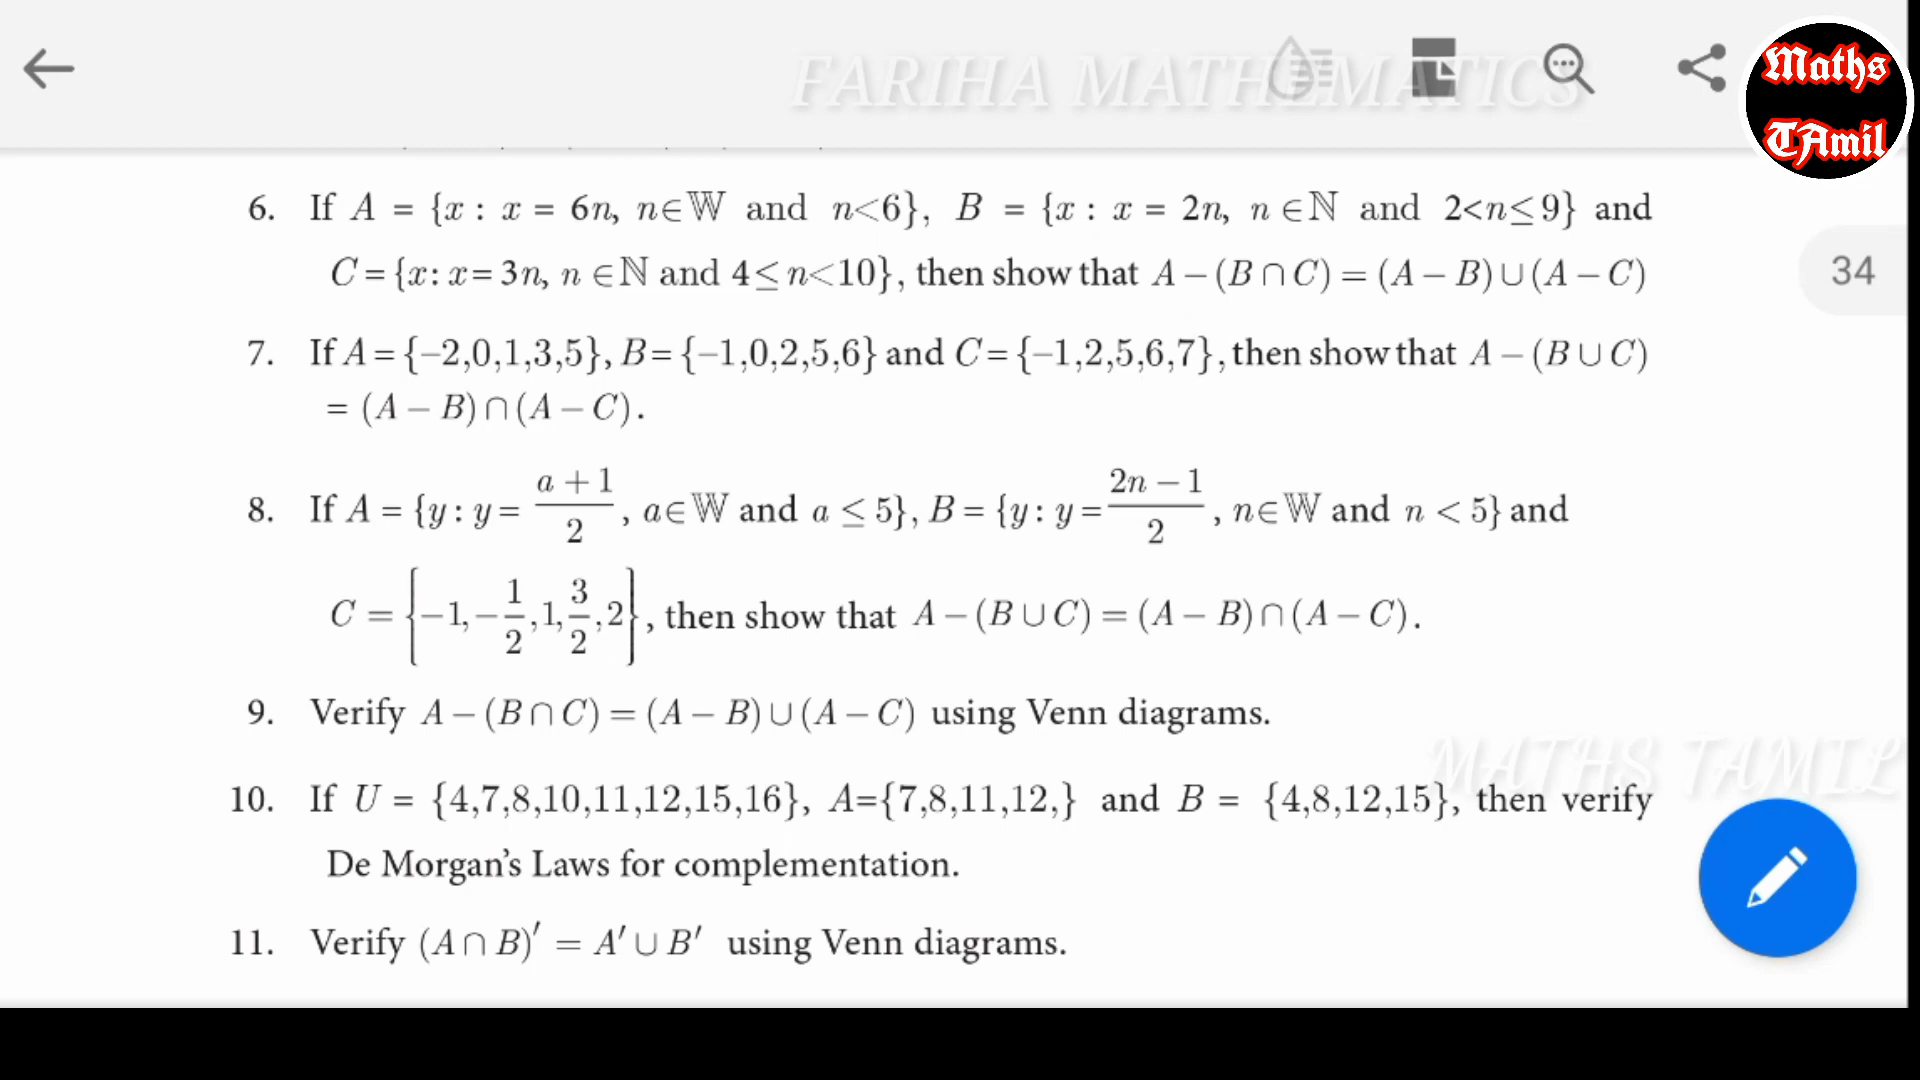 FARIHA MATHEMATICS
Maths
TAmil
6. If A = {x : x = 6n, n∈𝕎 and n<6}, B = {x : x = 2n, n ∈ℕ and 2<n≤9} and
C = {x: x = 3n, n ∈ℕ and 4≤n<10}, then show that A − (B ∩ C) = (A − B) ∪ (A − C)
34
7. If A = {−2,0,1,3,5}, B = {−1,0,2,5,6} and C = {−1,2,5,6,7}, then show that A − (B ∪ C)
= (A − B) ∩ (A − C).
8. If A = {y : y = (a + 1)/2, a∈𝕎 and a ≤ 5}, B = {y : y = (2n − 1)/2, n∈𝕎 and n < 5} and
C = {−1, −1/2, 1, 3/2, 2}, then show that A − (B ∪ C) = (A − B) ∩ (A − C).
9. Verify A − (B ∩ C) = (A − B) ∪ (A − C) using Venn diagrams.
MATHS TAMIL
10. If U = {4,7,8,10,11,12,15,16}, A={7,8,11,12,} and B = {4,8,12,15}, then verify
De Morgan’s Laws for complementation.
11. Verify (A ∩ B)′ = A′ ∪ B′ using Venn diagrams.